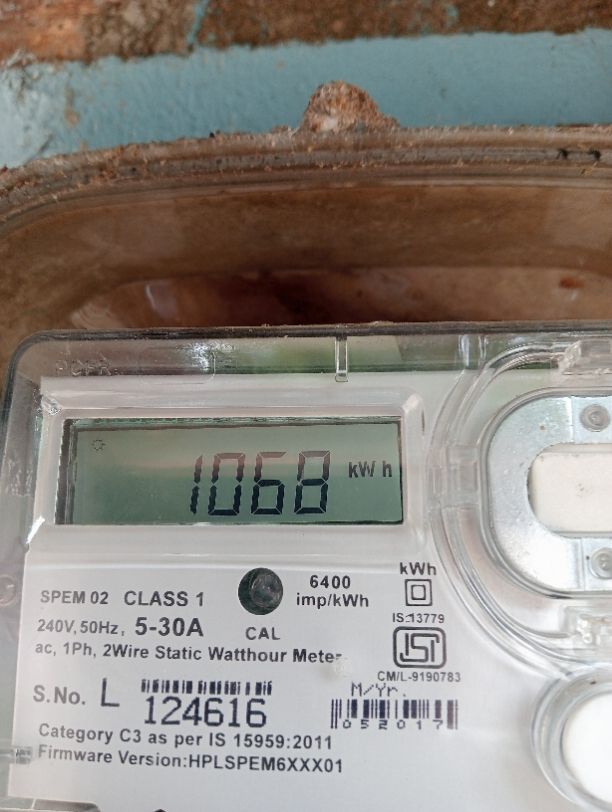 1068 kW h
SPEM 02 CLASS 1
6400
imp/kWh
kWh
240V, 50Hz, 5-30A
CAL
IS:13779
ac, 1Ph, 2Wire Static Watthour Meter
ISI
CM/L-9190783
S.No. L 124616
M/Yr.
052017
Category C3 as per IS 15959:2011
Firmware Version:HPLSPEM6XXX01